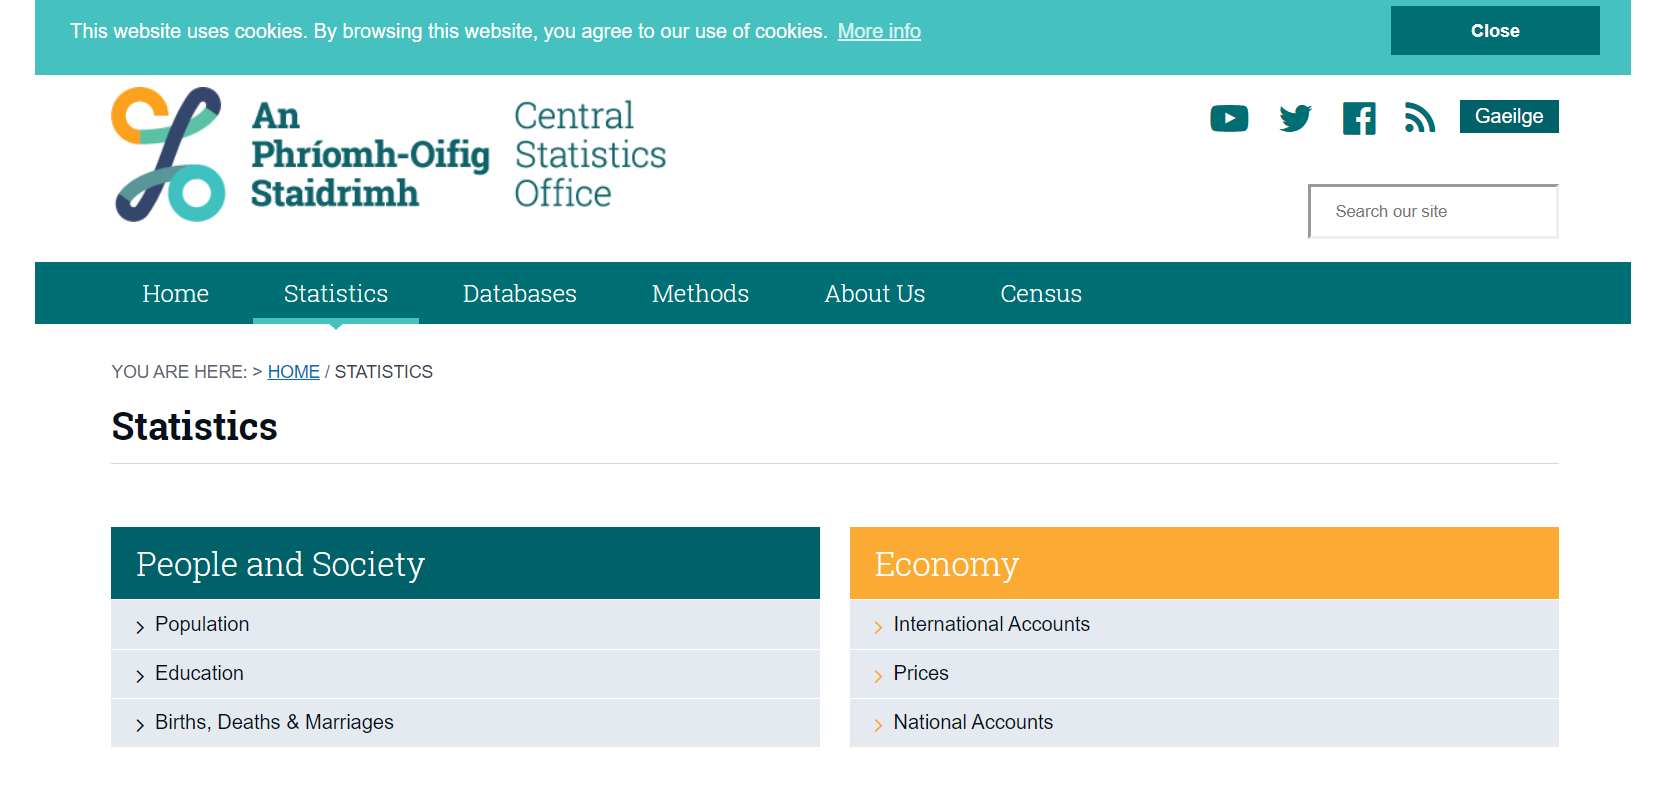 This website uses cookies. By browsing this website, you agree to our use of cookies. More info
Close
An
Phríomh-Oifig
Staidrimh
Central
Statistics
Office
Gaeilge
Search our site
Home Statistics Databases Methods About Us Census
YOU ARE HERE: > HOME / STATISTICS
Statistics
People and Society
Population
Education
Births, Deaths & Marriages
Economy
International Accounts
Prices
National Accounts